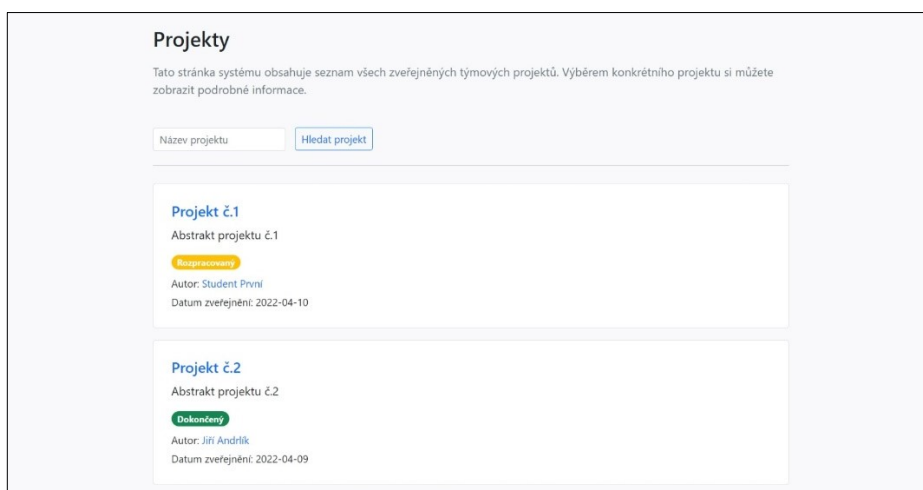 Projekty
Tato stránka systému obsahuje seznam všech zveřejněných týmových projektů. Výběrem konkrétního projektu si můžete
zobrazit podrobné informace.
Název projektu
Hledat projekt
Projekt č.1
Abstrakt projektu č.1
Rozpracovaný
Autor: Student První
Datum zveřejnění: 2022-04-10
Projekt č.2
Abstrakt projektu č.2
Dokončený
Autor: Jiří Andrlík
Datum zveřejnění: 2022-04-09